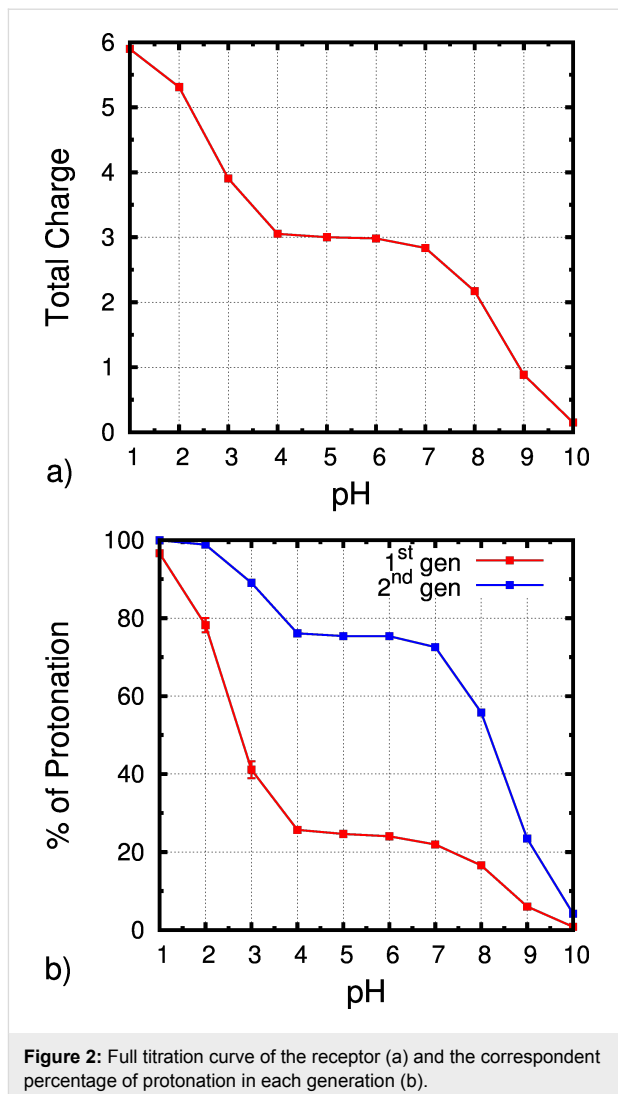 6
5
4
3
2
1
0
Total Charge
1 2 3 4 5 6 7 8 9 10
pH
a)
100
80
60
40
20
0
% of Protonation
1st gen
2nd gen
1 2 3 4 5 6 7 8 9 10
pH
b)
Figure 2: Full titration curve of the receptor (a) and the correspondent
percentage of protonation in each generation (b).